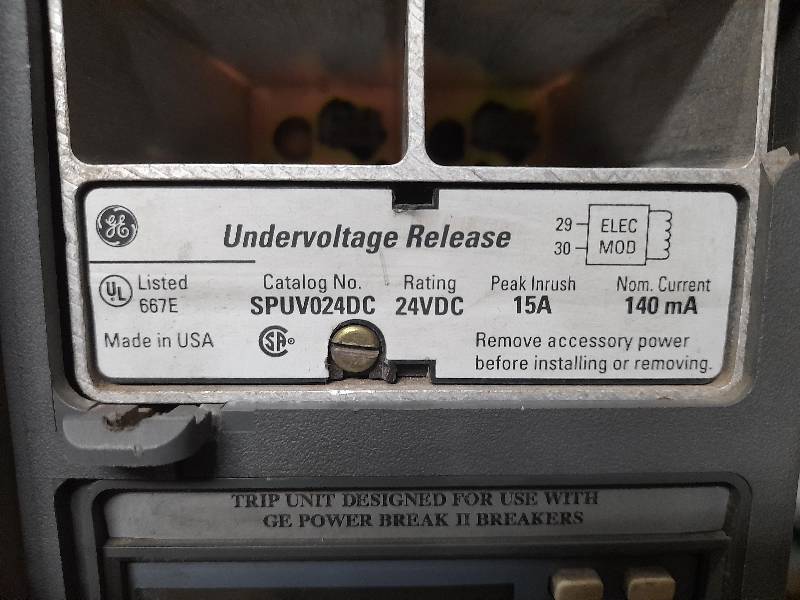 GE
Undervoltage Release
29
30
ELEC
MOD
UL
Listed
667E
Catalog No.
SPUV024DC
Rating
24VDC
Peak Inrush
15A
Nom. Current
140 mA
Made in USA
SA®
Remove accessory power
before installing or removing.
TRIP UNIT DESIGNED FOR USE WITH
GE POWER BREAK II BREAKERS